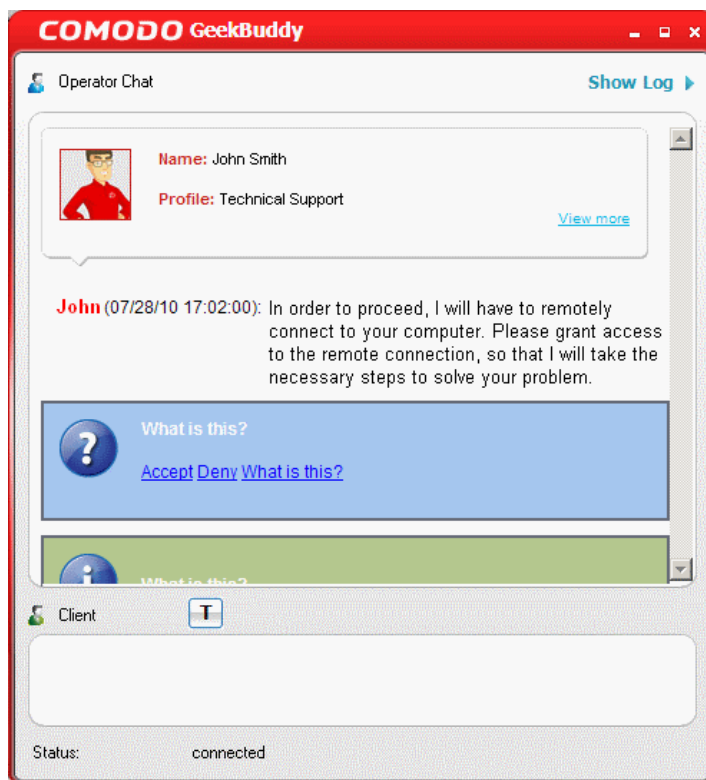 COMODO GeekBuddy
Operator Chat
Show Log
Name: John Smith
Profile: Technical Support
View more
John (07/28/10 17:02:00): In order to proceed, I will have to remotely
connect to your computer. Please grant access
to the remote connection, so that I will take the
necessary steps to solve your problem.
What is this?
Accept Deny What is this?
What is this?
Client
T
Status: connected